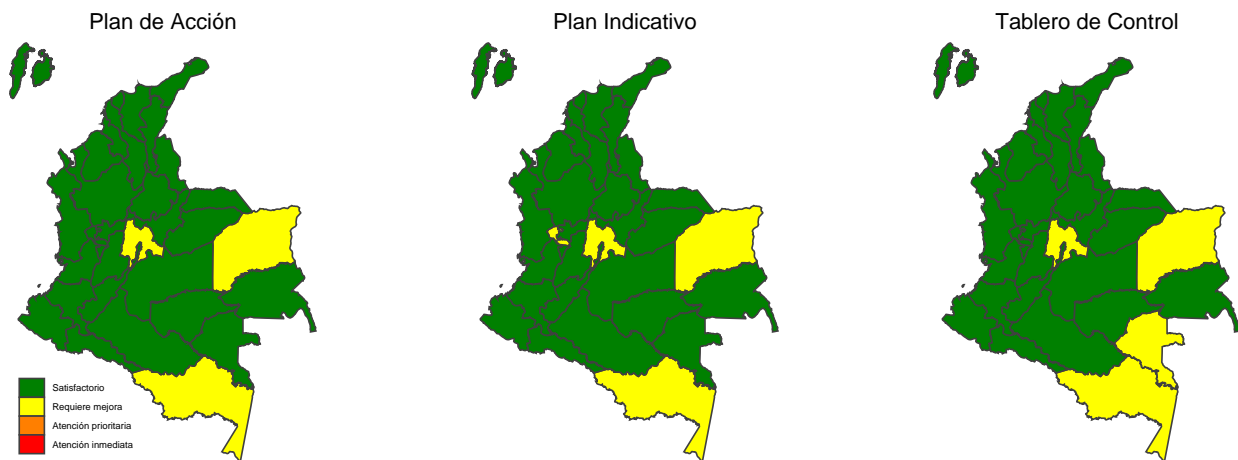 Plan de Acción
Plan Indicativo
Tablero de Control
Satisfactorio
Requiere mejora
Atención prioritaria
Atención inmediata